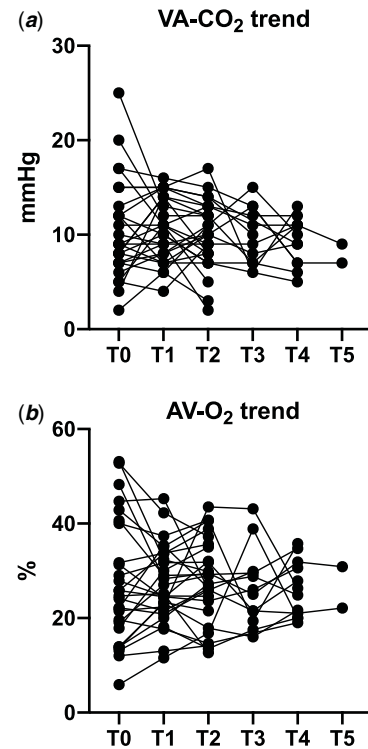 (a) VA-CO₂ trend
30
20
mmHg
10
0
T0 T1 T2 T3 T4 T5
(b) AV-O₂ trend
60
40
%
20
0
T0 T1 T2 T3 T4 T5